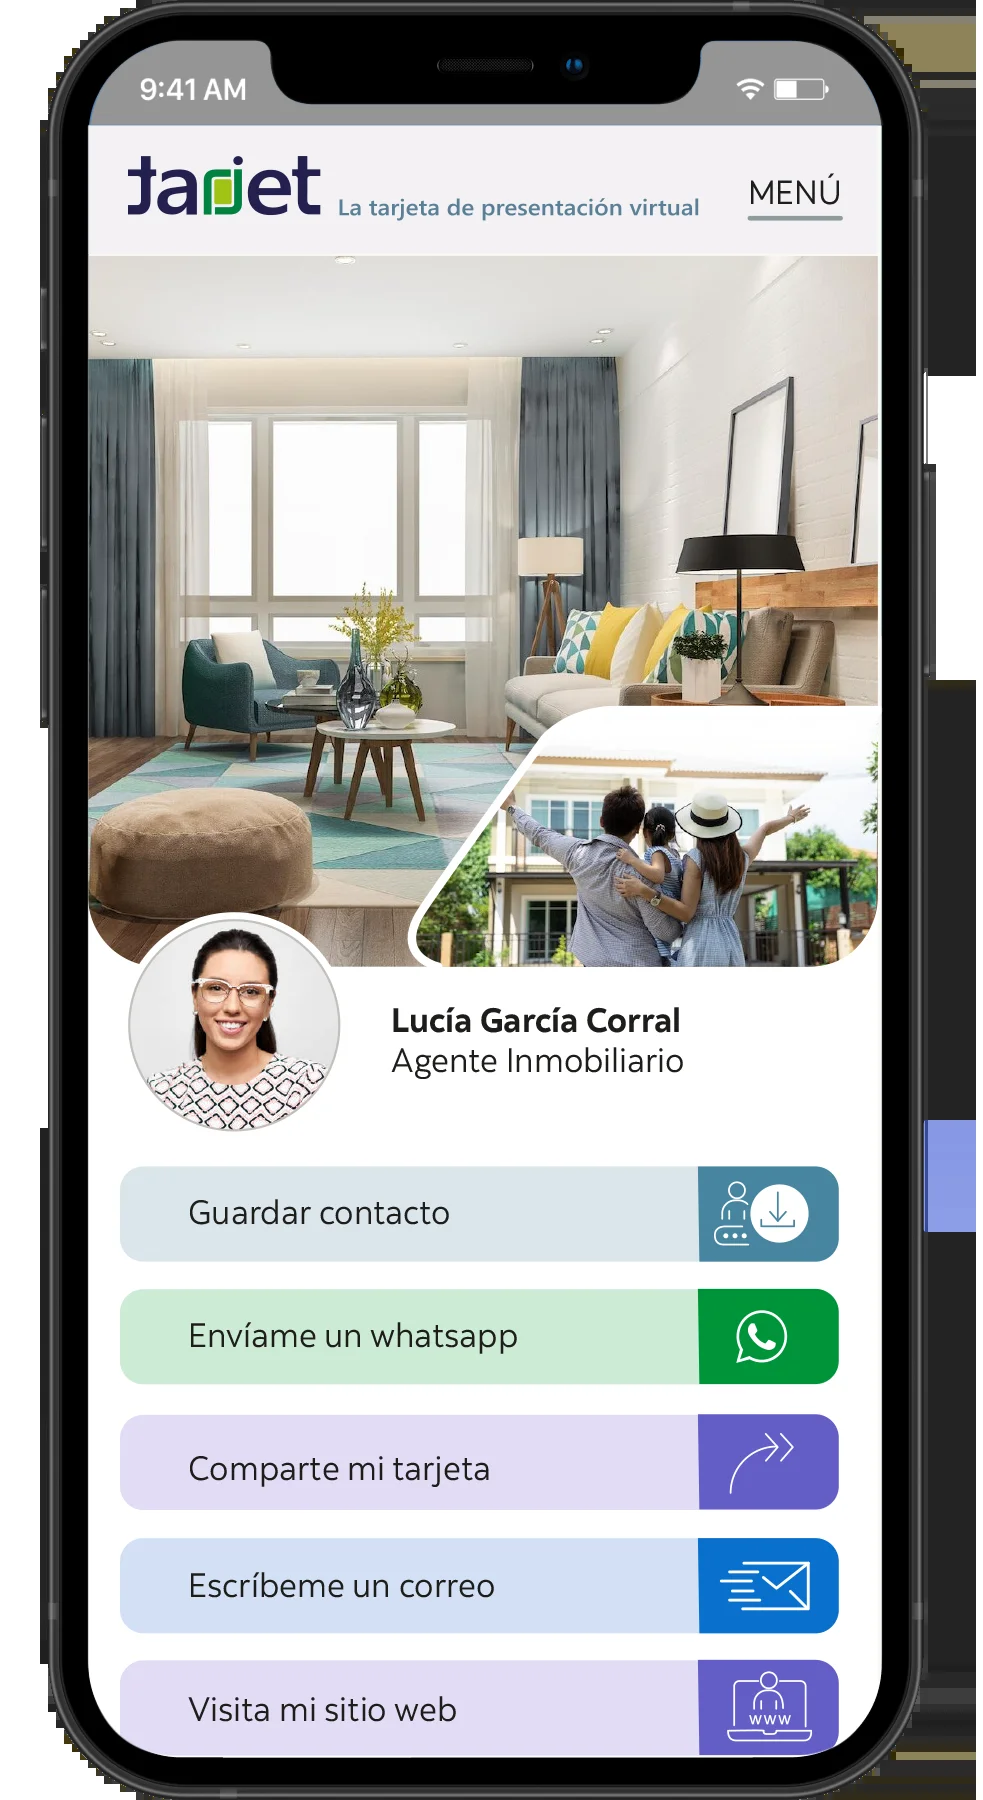 9:41 AM
tarjet
La tarjeta de presentación virtual
MENÚ
Lucía García Corral
Agente Inmobiliario
Guardar contacto
Envíame un whatsapp
Comparte mi tarjeta
Escríbeme un correo
Visita mi sitio web
www